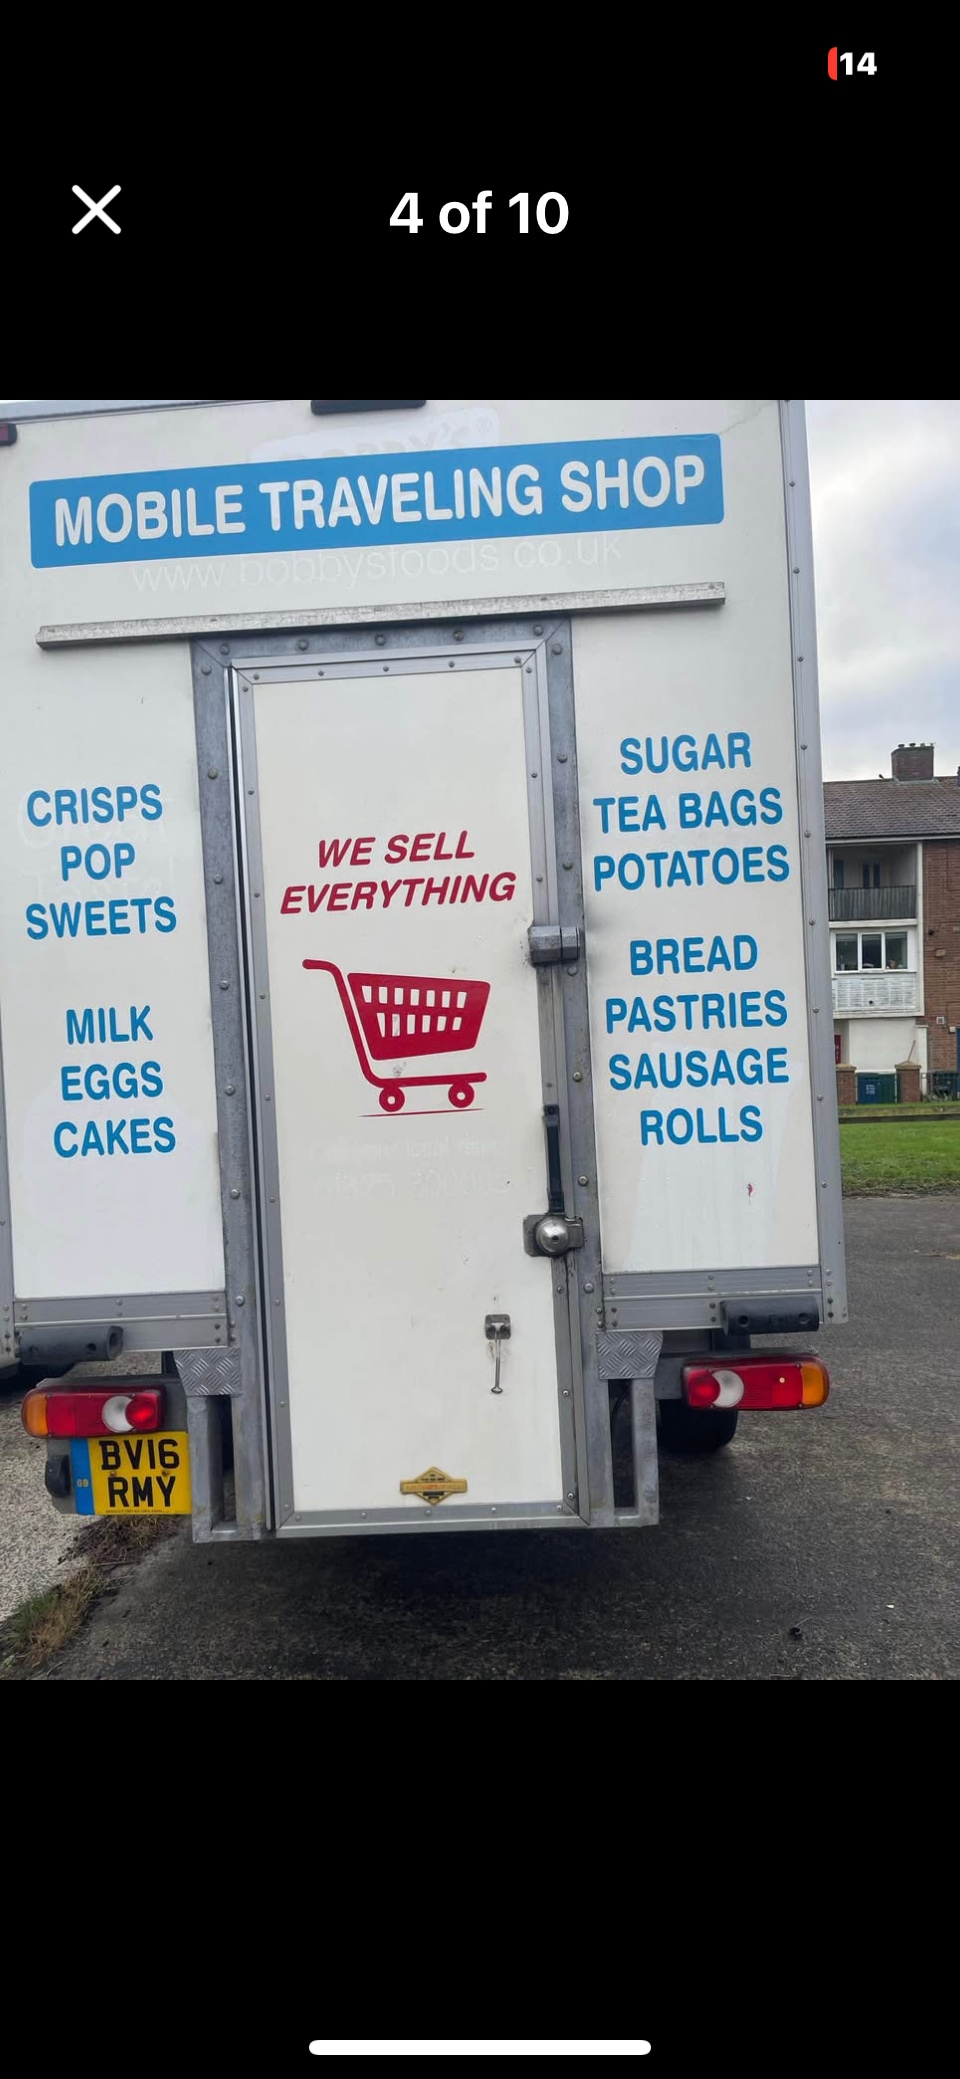 14
4 of 10
MOBILE TRAVELING SHOP
www.bobbysfoods.co.uk
CRISPS
POP
SWEETS
MILK
EGGS
CAKES
WE SELL
EVERYTHING
SUGAR
TEA BAGS
POTATOES
BREAD
PASTRIES
SAUSAGE
ROLLS
GB
BV16
RMY